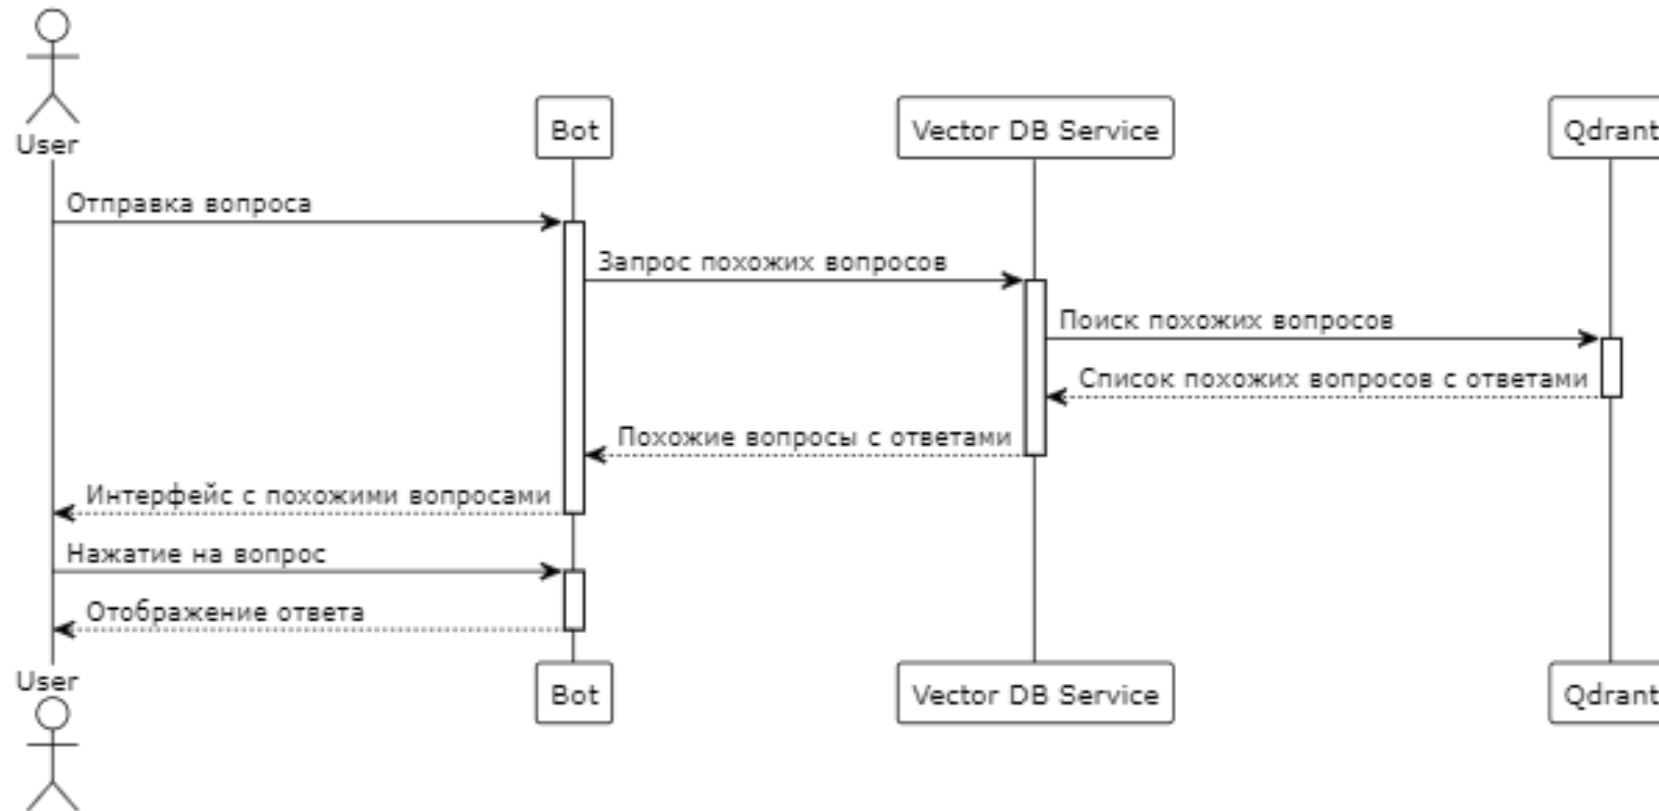 User
Bot
Vector DB Service
Qdrant
Отправка вопроса
Запрос похожих вопросов
Поиск похожих вопросов
Список похожих вопросов с ответами
Похожие вопросы с ответами
Интерфейс с похожими вопросами
Нажатие на вопрос
Отображение ответа
User
Bot
Vector DB Service
Qdrant